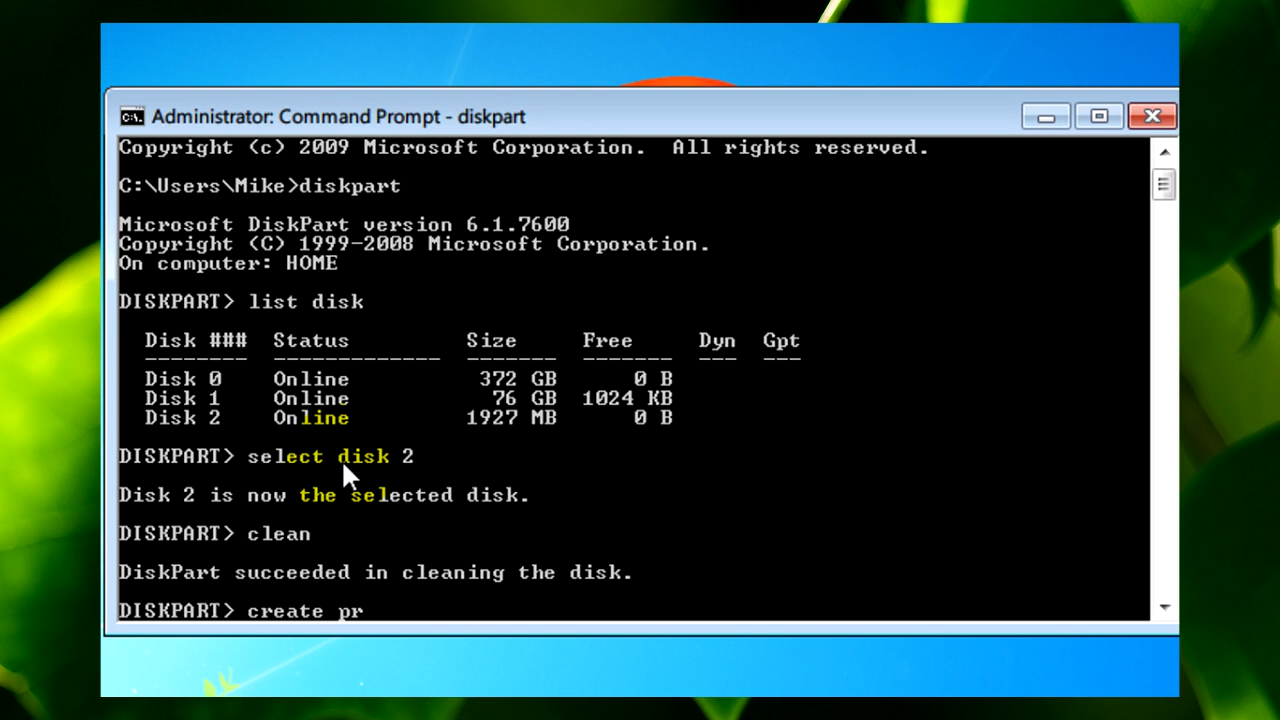 Administrator: Command Prompt - diskpart
Copyright (c) 2009 Microsoft Corporation.  All rights reserved.
C:\Users\Mike>diskpart
Microsoft DiskPart version 6.1.7600
Copyright (C) 1999-2008 Microsoft Corporation.
On computer: HOME
DISKPART> list disk
Disk ###  Status         Size     Free     Dyn  Gpt
--------  -------------  -------  -------  ---  ---
Disk 0    Online          372 GB      0 B
Disk 1    Online           76 GB  1024 KB
Disk 2    Online         1927 MB      0 B
DISKPART> select disk 2
Disk 2 is now the selected disk.
DISKPART> clean
DiskPart succeeded in cleaning the disk.
DISKPART> create pr